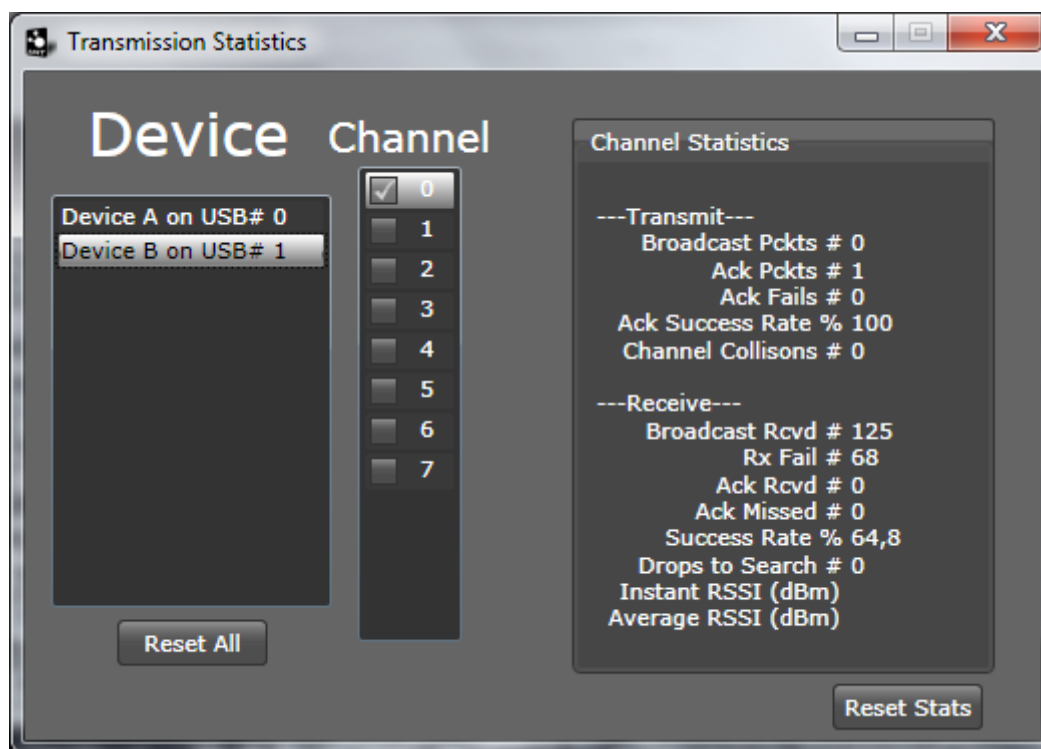 Transmission Statistics
Device
Channel
Device A on USB# 0
Device B on USB# 1
0
1
2
3
4
5
6
7
Reset All
Channel Statistics
---Transmit---
Broadcast Pckts # 0
Ack Pckts # 1
Ack Fails # 0
Ack Success Rate % 100
Channel Collisons # 0
---Receive---
Broadcast Rcvd # 125
Rx Fail # 68
Ack Rcvd # 0
Ack Missed # 0
Success Rate % 64,8
Drops to Search # 0
Instant RSSI (dBm)
Average RSSI (dBm)
Reset Stats